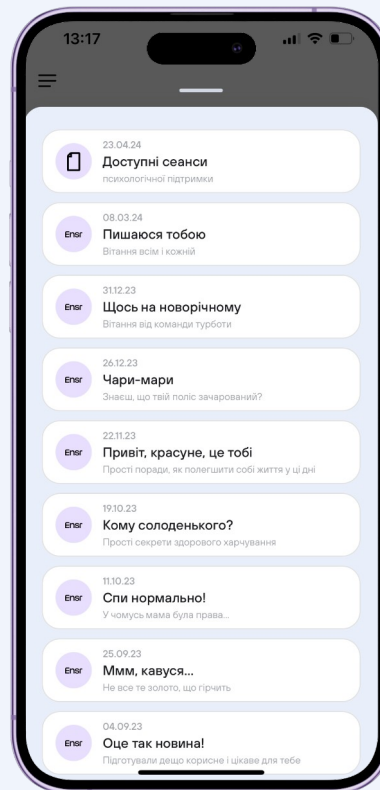 13:17
23.04.24
Доступні сеанси
психологічної підтримки
Ensr
08.03.24
Пишаюся тобою
Вітання всім і кожній
Ensr
31.12.23
Щось на новорічному
Вітання від команди турботи
Ensr
26.12.23
Чари-мари
Знаєш, що твій поліс зачарований?
Ensr
22.11.23
Привіт, красуне, це тобі
Прості поради, як полегшити собі життя у ці дні
Ensr
19.10.23
Кому солоденького?
Прості секрети здорового харчування
Ensr
11.10.23
Спи нормально!
У чомусь мама була права...
Ensr
25.09.23
Ммм, кавуся...
Не все те золото, що гірчить
Ensr
04.09.23
Оце так новина!
Підготували дещо корисне і цікаве для тебе